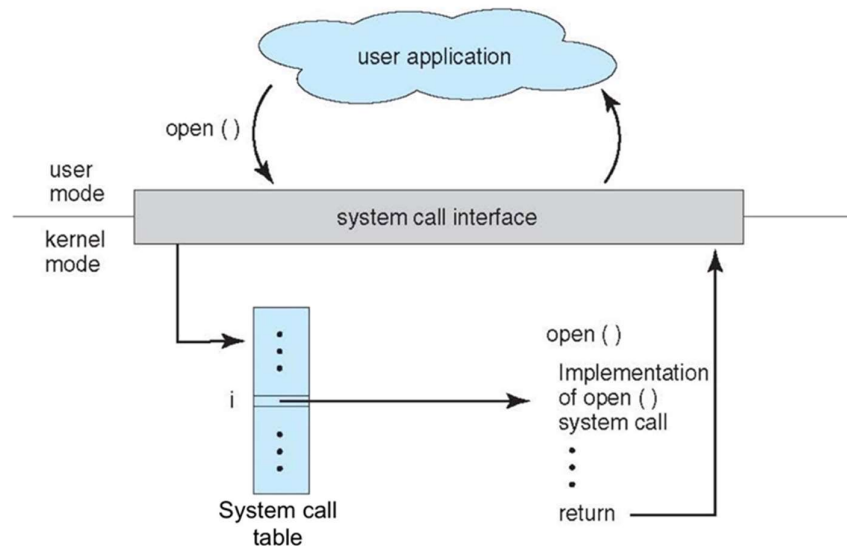 user application
open ( )
user
mode
system call interface
kernel
mode
open ( )
Implementation
of open ( )
system call
i
return
System call
table